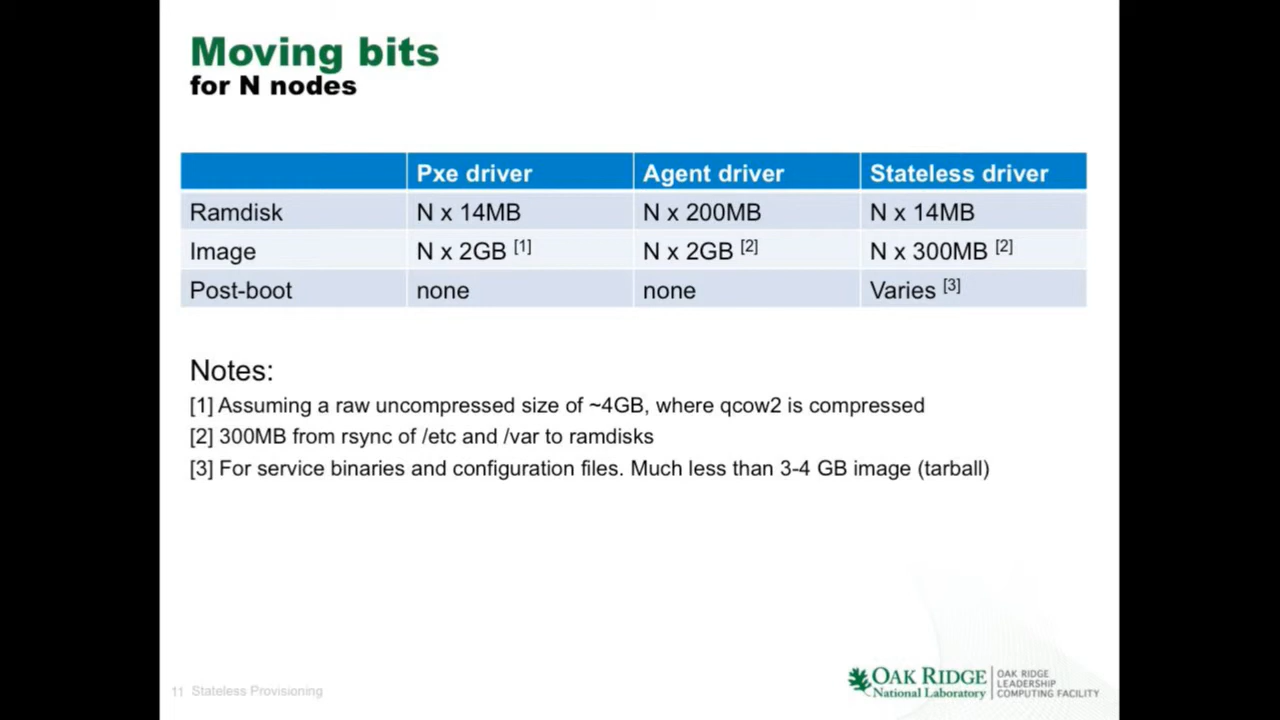 Moving bits
for N nodes
Pxe driver Agent driver Stateless driver
Ramdisk N x 14MB N x 200MB N x 14MB
Image N x 2GB [1] N x 2GB [2] N x 300MB [2]
Post-boot none none Varies [3]
Notes:
[1] Assuming a raw uncompressed size of ~4GB, where qcow2 is compressed
[2] 300MB from rsync of /etc and /var to ramdisks
[3] For service binaries and configuration files. Much less than 3-4 GB image (tarball)
11 Stateless Provisioning
OAK RIDGE
National Laboratory
OAK RIDGE
LEADERSHIP
COMPUTING FACILITY